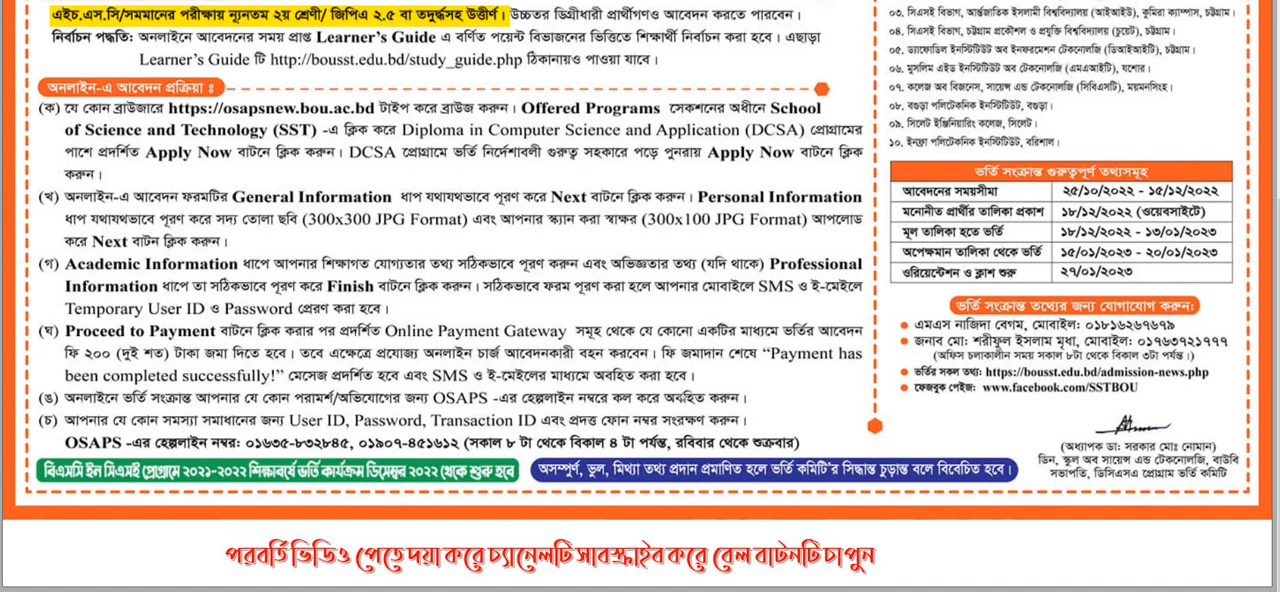 এইচ.এস.সি/সমমানের পরীক্ষায় ন্যূনতম ২য় শ্রেণী/ জিপিএ ২.৫ বা তদুর্ধ্বসহ উত্তীর্ণ। উচ্চতর ডিগ্রীধারী প্রার্থীগণও আবেদন করতে পারবেন।
নির্বাচন পদ্ধতি: অনলাইনে আবেদনের সময় প্রাপ্ত Learner's Guide এ বর্ণিত পয়েন্ট বিভাজনের ভিত্তিতে শিক্ষার্থী নির্বাচন করা হবে। এছাড়া
Learner's Guide টি http://bousst.edu.bd/study_guide.php ঠিকানায়ও পাওয়া যাবে।
অনলাইন-এ আবেদন প্রক্রিয়া ঃ
(ক) যে কোন ব্রাউজারে https://osapsnew.bou.ac.bd টাইপ করে ব্রাউজ করুন। Offered Programs সেকশনের অধীনে School
of Science and Technology (SST) -এ ক্লিক করে Diploma in Computer Science and Application (DCSA) প্রোগ্রামের
পাশে প্রদর্শিত Apply Now বাটনে ক্লিক করুন। DCSA প্রোগ্রামে ভর্তি নির্দেশাবলী গুরুত্ব সহকারে পড়ে পুনরায় Apply Now বাটনে ক্লিক
করুন।
(খ) অনলাইন-এ আবেদন ফরমটির General Information ধাপ যথাযথভাবে পূরণ করে Next বাটনে ক্লিক করুন। Personal Information
ধাপ যথাযথভাবে পূরণ করে সদ্য তোলা ছবি (300x300 JPG Format) এবং আপনার স্ক্যান করা স্বাক্ষর (300x100 JPG Format) আপলোড
করে Next বাটন ক্লিক করুন।
(গ) Academic Information ধাপে আপনার শিক্ষাগত যোগ্যতার তথ্য সঠিকভাবে পূরণ করুন এবং অভিজ্ঞতার তথ্য (যদি থাকে) Professional
Information ধাপে তা সঠিকভাবে পূরণ করে Finish বাটনে ক্লিক করুন। সঠিকভাবে ফরম পূরণ করা হলে আপনার মোবাইলে SMS ও ই-মেইলে
Temporary User ID ও Password প্রেরণ করা হবে।
(ঘ) Proceed to Payment বাটনে ক্লিক করার পর প্রদর্শিত Online Payment Gateway সমূহ থেকে যে কোনো একটির মাধ্যমে ভর্তির আবেদন
ফি ২০০ (দুই শত) টাকা জমা দিতে হবে। তবে এক্ষেত্রে প্রযোজ্য অনলাইন চার্জ আবেদনকারী বহন করবেন। ফি জমাদান শেষে “Payment has
been completed successfully!” মেসেজ প্রদর্শিত হবে এবং SMS ও ই-মেইলের মাধ্যমে অবহিত করা হবে।
(ঙ) অনলাইনে ভর্তি সংক্রান্ত আপনার যে কোন পরামর্শ/অভিযোগের জন্য OSAPS -এর হেল্পলাইন নম্বরে কল করে অবহিত করুন।
(চ) আপনার যে কোন সমস্যা সমাধানের জন্য User ID, Password, Transaction ID এবং প্রদত্ত ফোন নম্বর সংরক্ষণ করুন।
OSAPS -এর হেল্পলাইন নম্বর: ০১৬৩৫-৮৩২৮৪৫, ০১৯০৭-৪৫১৬১২ (সকাল ৮ টা থেকে বিকাল ৪ টা পর্যন্ত, রবিবার থেকে শুক্রবার)
বিএসসি ইন সিএসই প্রোগ্রামে ২০২১-২০২২ শিক্ষাবর্ষে ভর্তি কার্যক্রম ডিসেম্বর ২০২২ থেকে শুরু হবে
অসম্পূর্ণ, ভুল, মিথ্যা তথ্য প্রদান প্রমাণিত হলে ভর্তি কমিটি'র সিদ্ধান্ত চুড়ান্ত বলে বিবেচিত হবে।
০৩. সিএসই বিভাগ, আর্ন্তজাতিক ইসলামী বিশ্ববিদ্যালয় (আইআইউ), কুমিরা ক্যাম্পাস, চট্টগ্রাম।
০৪. সিএসই বিভাগ, চট্টগ্রাম প্রকৌশল ও প্রযুক্তি বিশ্ববিদ্যালয় (চুয়েট), চট্টগ্রাম।
০৫. ড্যাফোডিল ইনস্টিটিউট অব ইনফরমেশন টেকনোলজি (ডিআইআইটি), চট্টগ্রাম।
০৬. মুসলিম এইড ইনস্টিটিউট অব টেকনোলজি (এমএআইটি), যশোর।
০৭. কলেজ অব বিজনেস, সায়েন্স এন্ড টেকনোলজি (সিবিএসটি), ময়মনসিংহ।
০৮. বগুড়া পলিটেকনিক ইনস্টিটিউট, বগুড়া।
০৯. সিলেট ইঞ্জিনিয়ারিং কলেজ, সিলেট।
১০. ইনফ্রা পলিটেকনিক ইনস্টিটিউট, বরিশাল।
ভর্তি সংক্রান্ত গুরুত্বপূর্ণ তথ্যসমূহ
আবেদনের সময়সীমা ২৫/১০/২০২২ - ১৫/১২/২০২২
মনোনীত প্রার্থীর তালিকা প্রকাশ ১৮/১২/২০২২ (ওয়েবসাইটে)
মূল তালিকা হতে ভর্তি ১৮/১২/২০২২ - ১৩/০১/২০২৩
অপেক্ষমান তালিকা থেকে ভর্তি ১৫/০১/২০২৩ - ২০/০১/২০২৩
ওরিয়েন্টেশন ও ক্লাশ শুরু ২৭/০১/২০২৩
ভর্তি সংক্রান্ত তথ্যের জন্য যোগাযোগ করুন:
এমএস নাজিদা বেগম, মোবাইল: ০১৮১৬২৬৭৬৭৯
জনাব মো: শরীফুল ইসলাম মৃধা, মোবাইল: ০১৭৬৩৭২১৭৭৭
(অফিস চলাকালীন সময় সকাল ৮টা থেকে বিকাল ৩টা পর্যন্ত।)
ভর্তির সকল তথ্য: https://bousst.edu.bd/admission-news.php
ফেজবুক পেইজ: www.facebook.com/SSTBOU
(অধ্যাপক ডা: সরকার মোঃ নোমান)
ডিন, স্কুল অব সায়েন্স এন্ড টেকনোলজি, বাউবি
সভাপতি, ডিসিএসএ প্রোগ্রাম ভর্তি কমিটি
পরবর্তি ভিডিও পেতে দয়া করে চ্যানেলটি সাবস্ক্রাইব করে বেল বাটনটি চাপুন